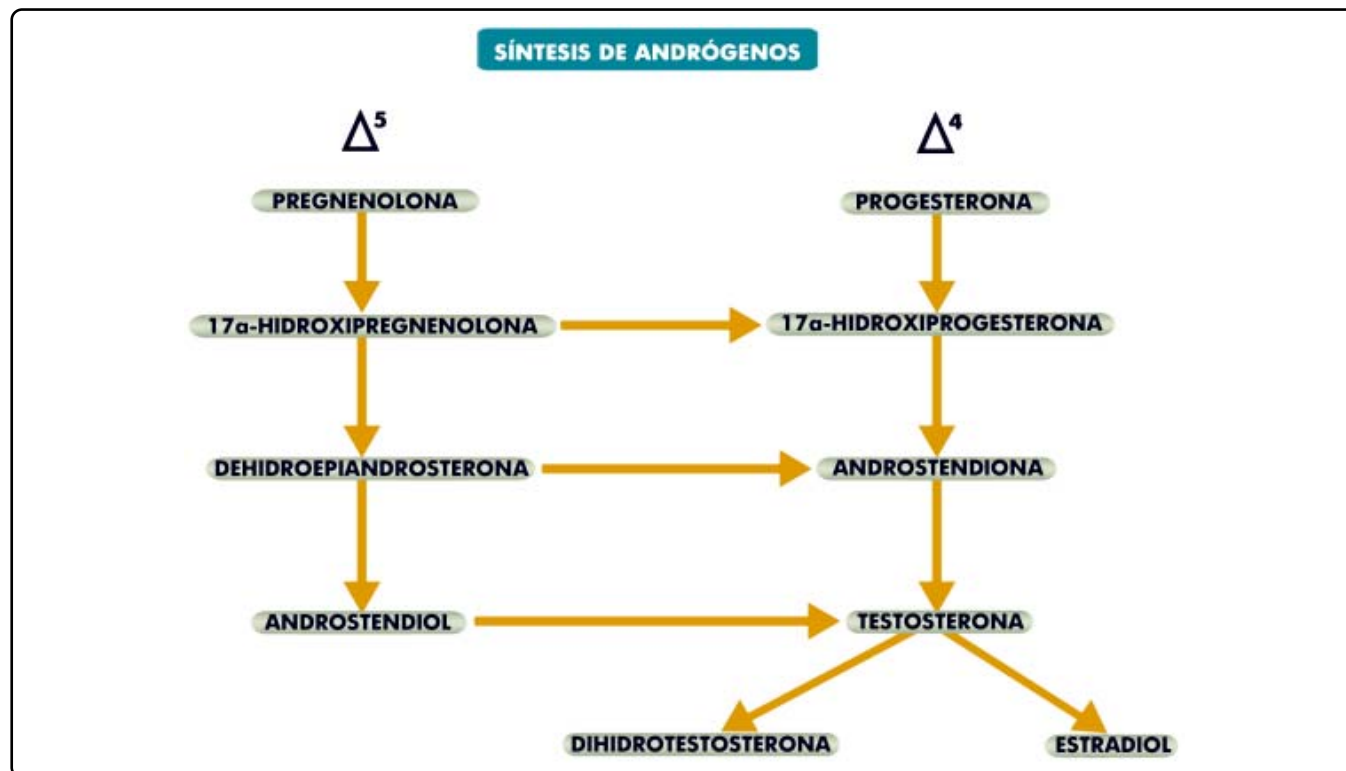 SÍNTESIS DE ANDRÓGENOS
Δ⁵ Δ⁴
PREGNENOLONA PROGESTERONA
17α-HIDROXIPREGNENOLONA 17α-HIDROXIPROGESTERONA
DEHIDROEPIANDROSTERONA ANDROSTENDIONA
ANDROSTENDIOL TESTOSTERONA
DIHIDROTESTOSTERONA ESTRADIOL